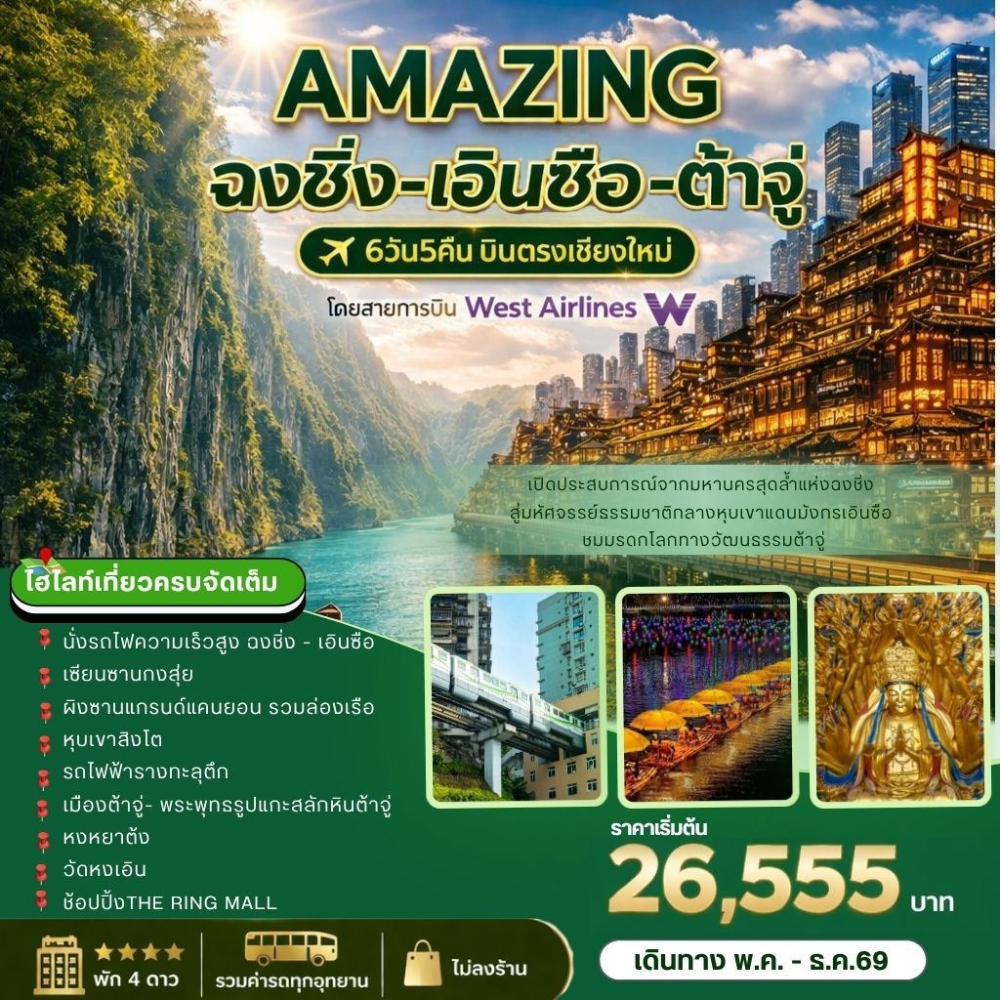 AMAZING
ฉงชิ่ง-เอินซือ-ต้าจู่
6วัน5คืน บินตรงเชียงใหม่
โดยสายการบิน West Airlines
เปิดประสบการณ์จากมหานครสุดล้ำแห่งฉงชิ่ง
สู่มหัศจรรย์ธรรมชาติกลางหุบเขาแดนมังกรเอินซือ
ชมมรดกโลกทางวัฒนธรรมต้าจู่
ไฮไลท์เที่ยวครบจัดเต็ม
นั่งรถไฟความเร็วสูง ฉงชิ่ง - เอินซือ
เซียนซานกงสุ่ย
ผิงซานแกรนด์แคนยอน รวมล่องเรือ
หุบเขาสิงโต
รถไฟฟ้ารางทะลุตึก
เมืองต้าจู่- พระพุทธรูปแกะสลักหินต้าจู่
หงหยาต้ง
วัดหงเอิน
ช้อปปิ้งTHE RING MALL
ราคาเริ่มต้น
26,555 บาท
เดินทาง พ.ค. - ธ.ค.69
พัก 4 ดาว
รวมค่ารถทุกอุทยาน
ไม่ลงร้าน